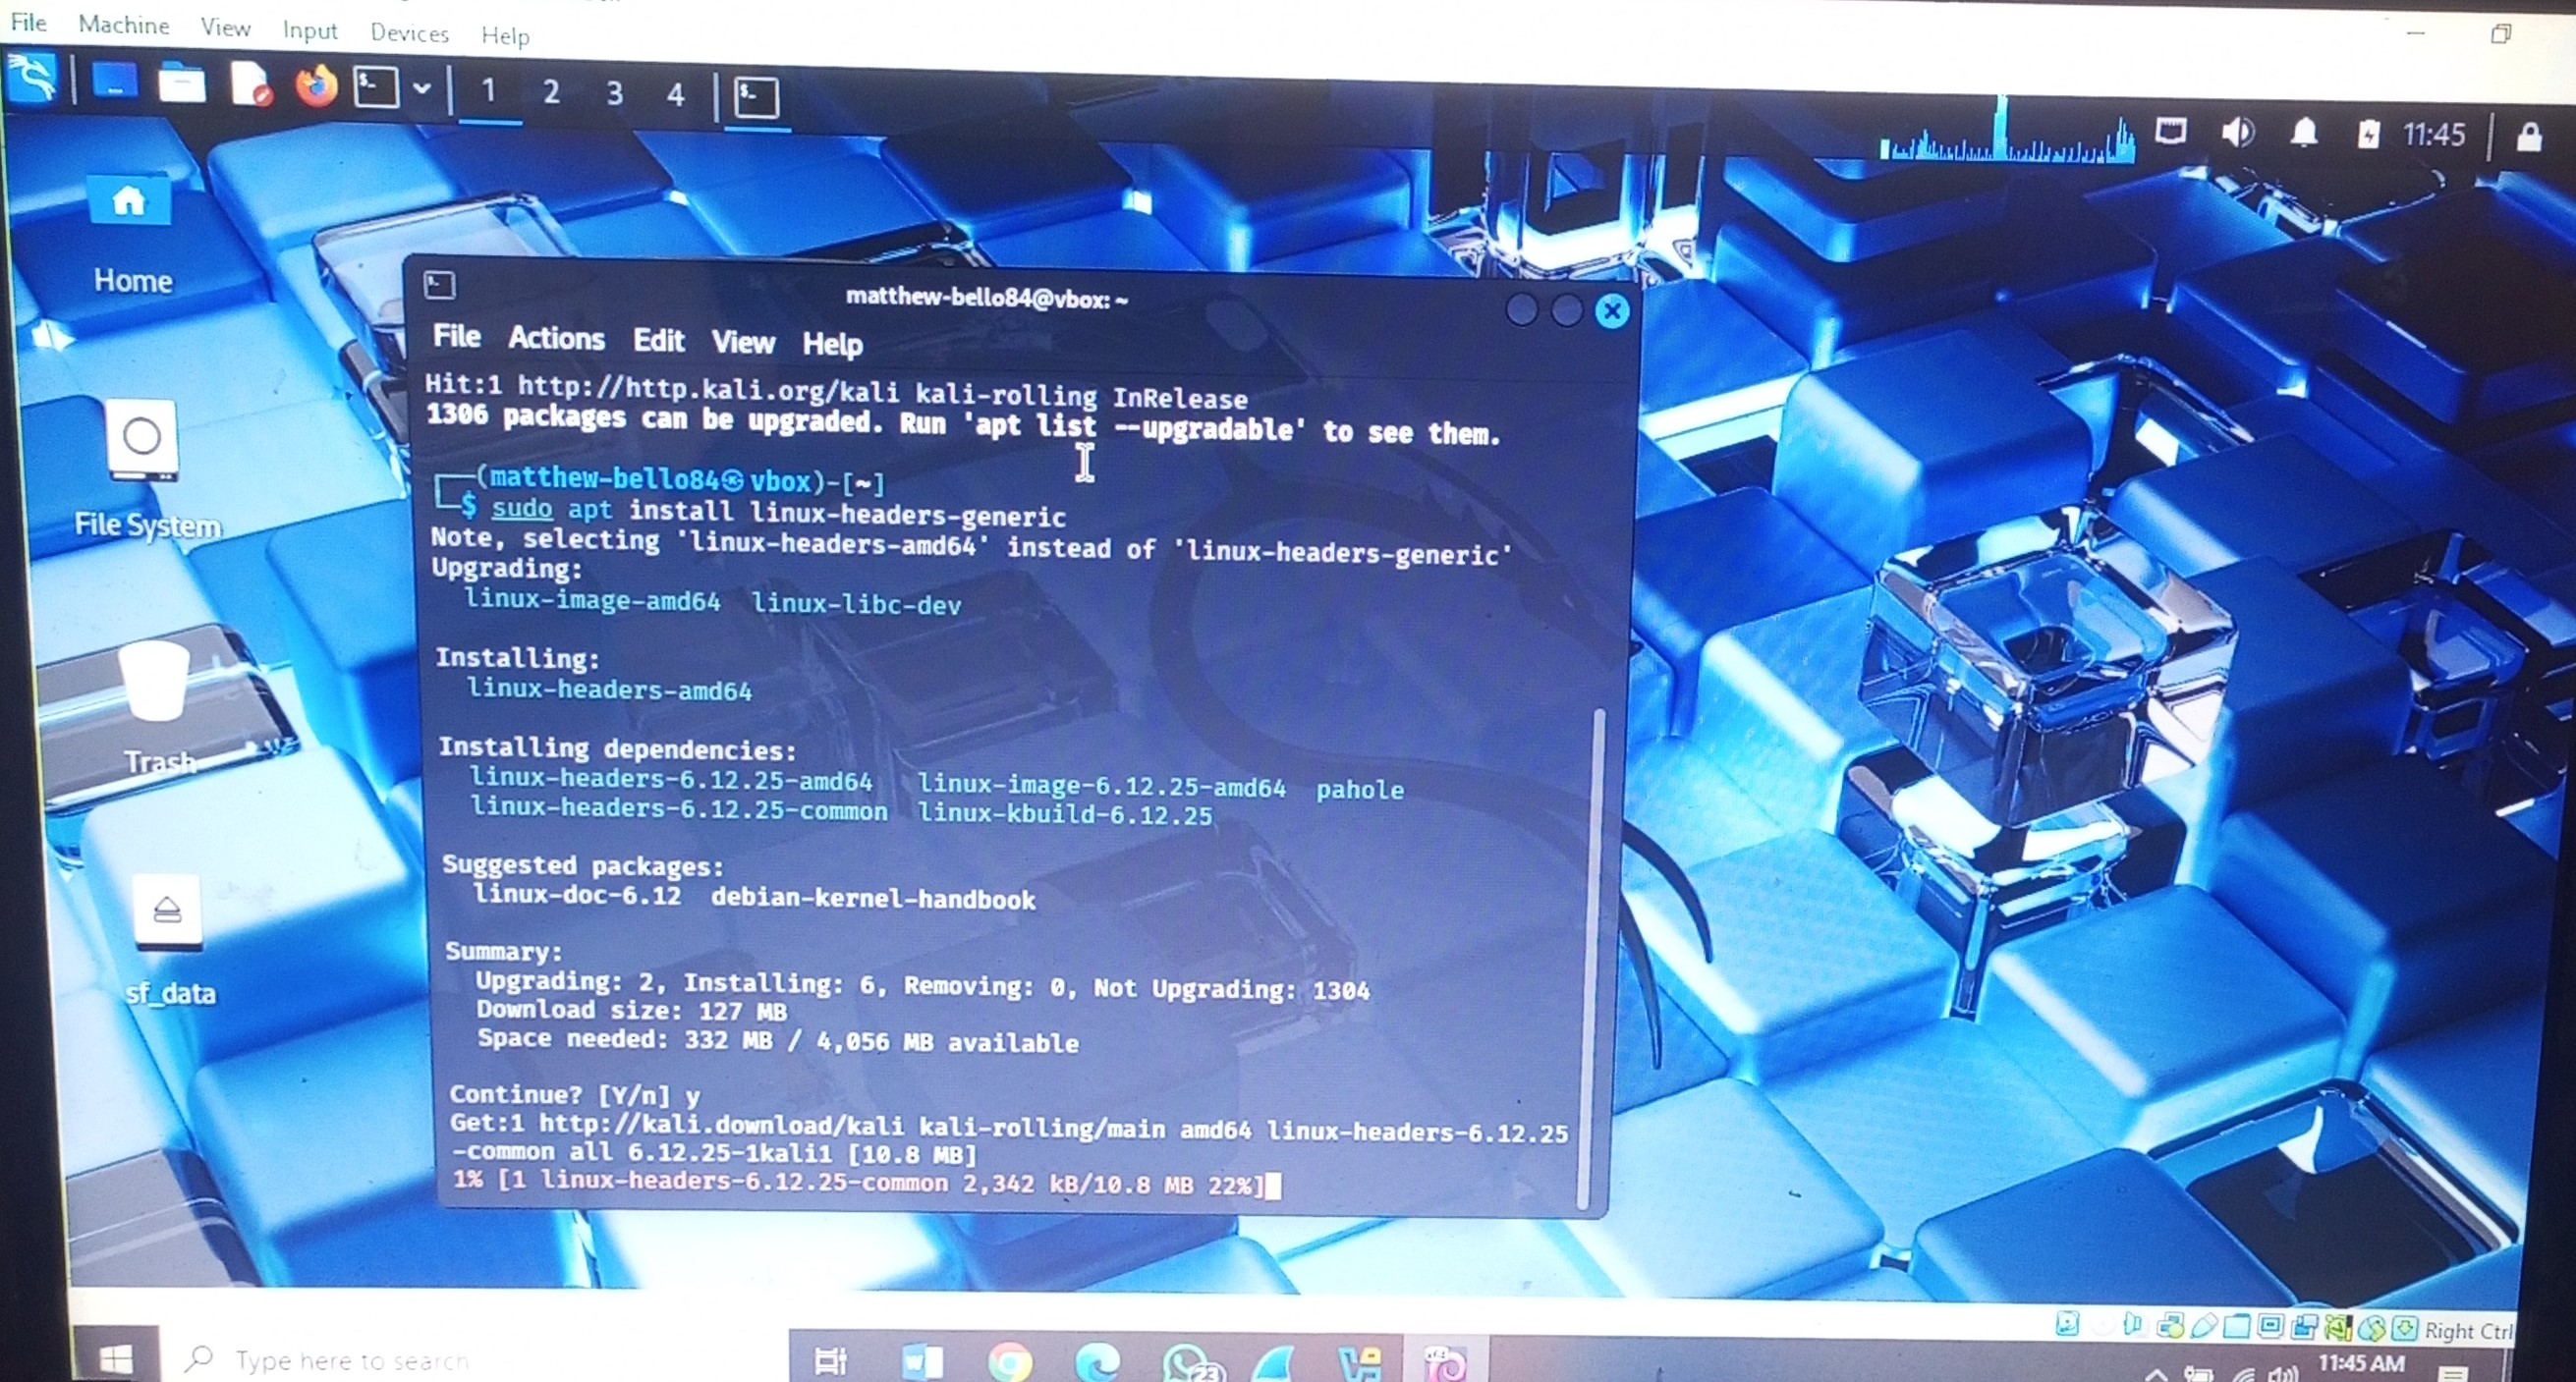 File Machine View Input Devices Help
1 2 3 4
11:45
Home
File System
Trash
sf_data
matthew-bello84@vbox: ~
File Actions Edit View Help
Hit:1 http://http.kali.org/kali kali-rolling InRelease
1306 packages can be upgraded. Run 'apt list --upgradable' to see them.
(matthew-bello84㉿vbox)-[~]
$ sudo apt install linux-headers-generic
Note, selecting 'linux-headers-amd64' instead of 'linux-headers-generic'
Upgrading:
linux-image-amd64 linux-libc-dev
Installing:
linux-headers-amd64
Installing dependencies:
linux-headers-6.12.25-amd64 linux-image-6.12.25-amd64 pahole
linux-headers-6.12.25-common linux-kbuild-6.12.25
Suggested packages:
linux-doc-6.12 debian-kernel-handbook
Summary:
Upgrading: 2, Installing: 6, Removing: 0, Not Upgrading: 1304
Download size: 127 MB
Space needed: 332 MB / 4,056 MB available
Continue? [Y/n] y
Get:1 http://kali.download/kali kali-rolling/main amd64 linux-headers-6.12.25
-common all 6.12.25-1kali1 [10.8 MB]
1% [1 linux-headers-6.12.25-common 2,342 kB/10.8 MB 22%]
Right Ctrl
Type here to search
23
11:45 AM